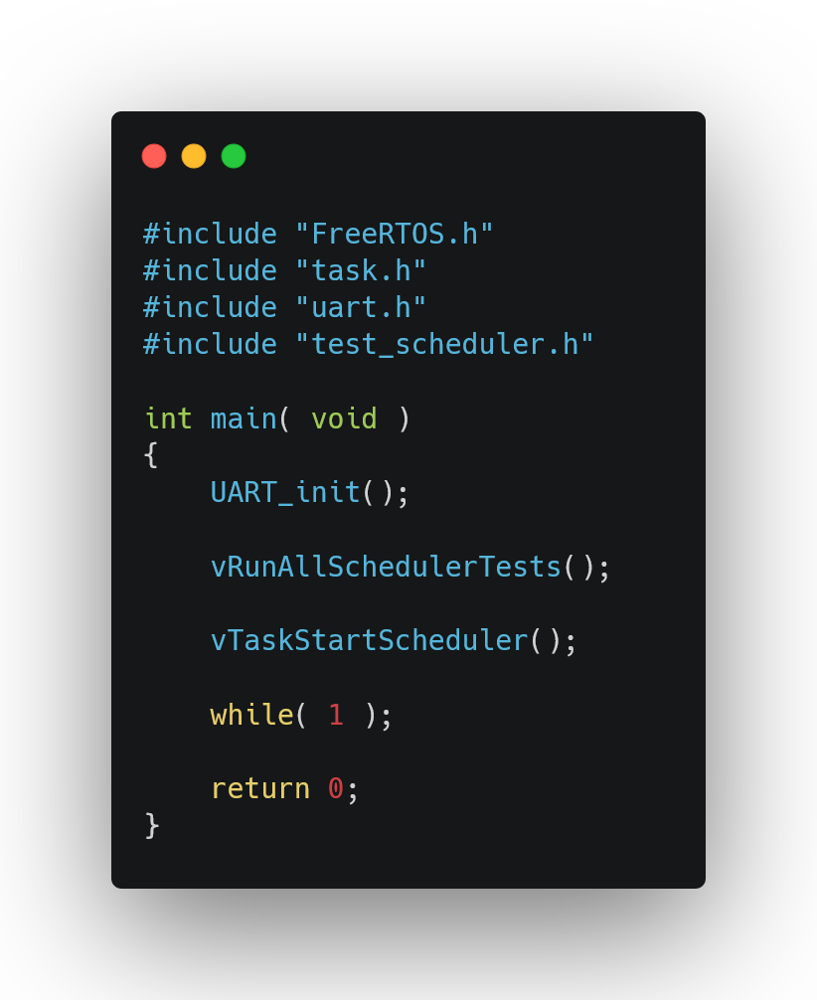 #include "FreeRTOS.h"
#include "task.h"
#include "uart.h"
#include "test_scheduler.h"

int main( void )
{
    UART_init();

    vRunAllSchedulerTests();

    vTaskStartScheduler();

    while( 1 );

    return 0;
}